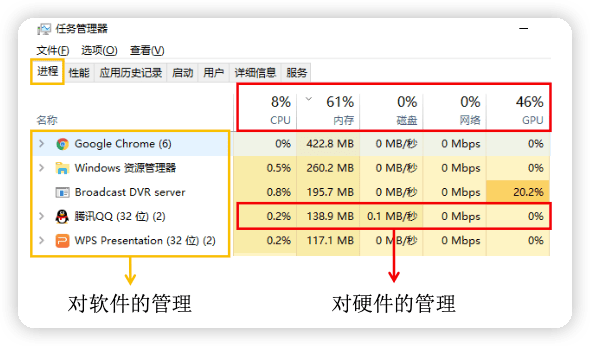 任务管理器
文件(F) 选项(O) 查看(V)
进程 性能 应用历史记录 启动 用户 详细信息 服务
8% 61% 0% 0% 46%
名称 CPU 内存 磁盘 网络 GPU
Google Chrome (6) 0% 422.8 MB 0 MB/秒 0 Mbps 0%
Windows 资源管理器 0.5% 260.2 MB 0 MB/秒 0 Mbps 0%
Broadcast DVR server 0.8% 195.7 MB 0 MB/秒 0 Mbps 20.2%
腾讯QQ (32 位) (2) 0.2% 138.9 MB 0.1 MB/秒 0 Mbps 0%
WPS Presentation (32 位) (2) 0.2% 117.1 MB 0 MB/秒 0 Mbps 0%
对软件的管理 对硬件的管理